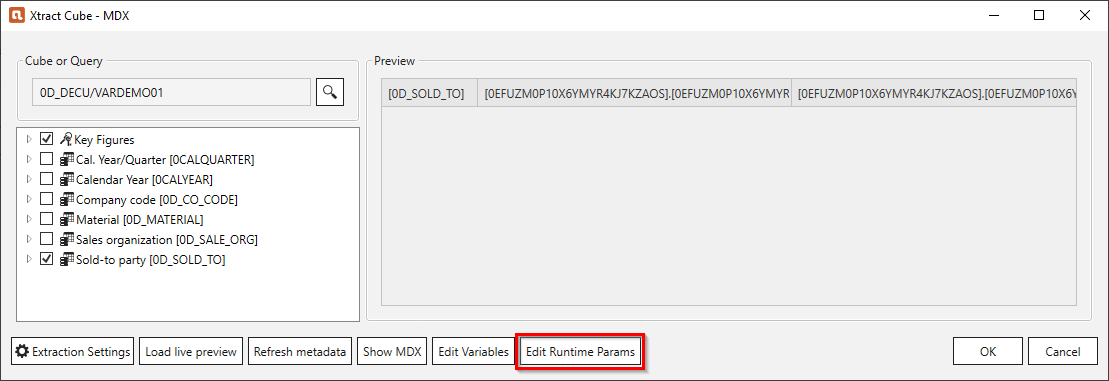 Xtract Cube - MDX
Cube or Query
0D_DECU/VARDEMO01
Key Figures
Cal. Year/Quarter [0CALQUARTER]
Calendar Year [0CALYEAR]
Company code [0D_CO_CODE]
Material [0D_MATERIAL]
Sales organization [0D_SALE_ORG]
Sold-to party [0D_SOLD_TO]
Preview
[0D_SOLD_TO] [0EFUZM0P10X6YMYR4KJ7KZAOS].[0EFUZM0P10X6YMYR [0EFUZM0P10X6YMYR4KJ7KZAOS].[0EFUZM0P10X6Y
Extraction Settings Load live preview Refresh metadata Show MDX Edit Variables Edit Runtime Params OK Cancel